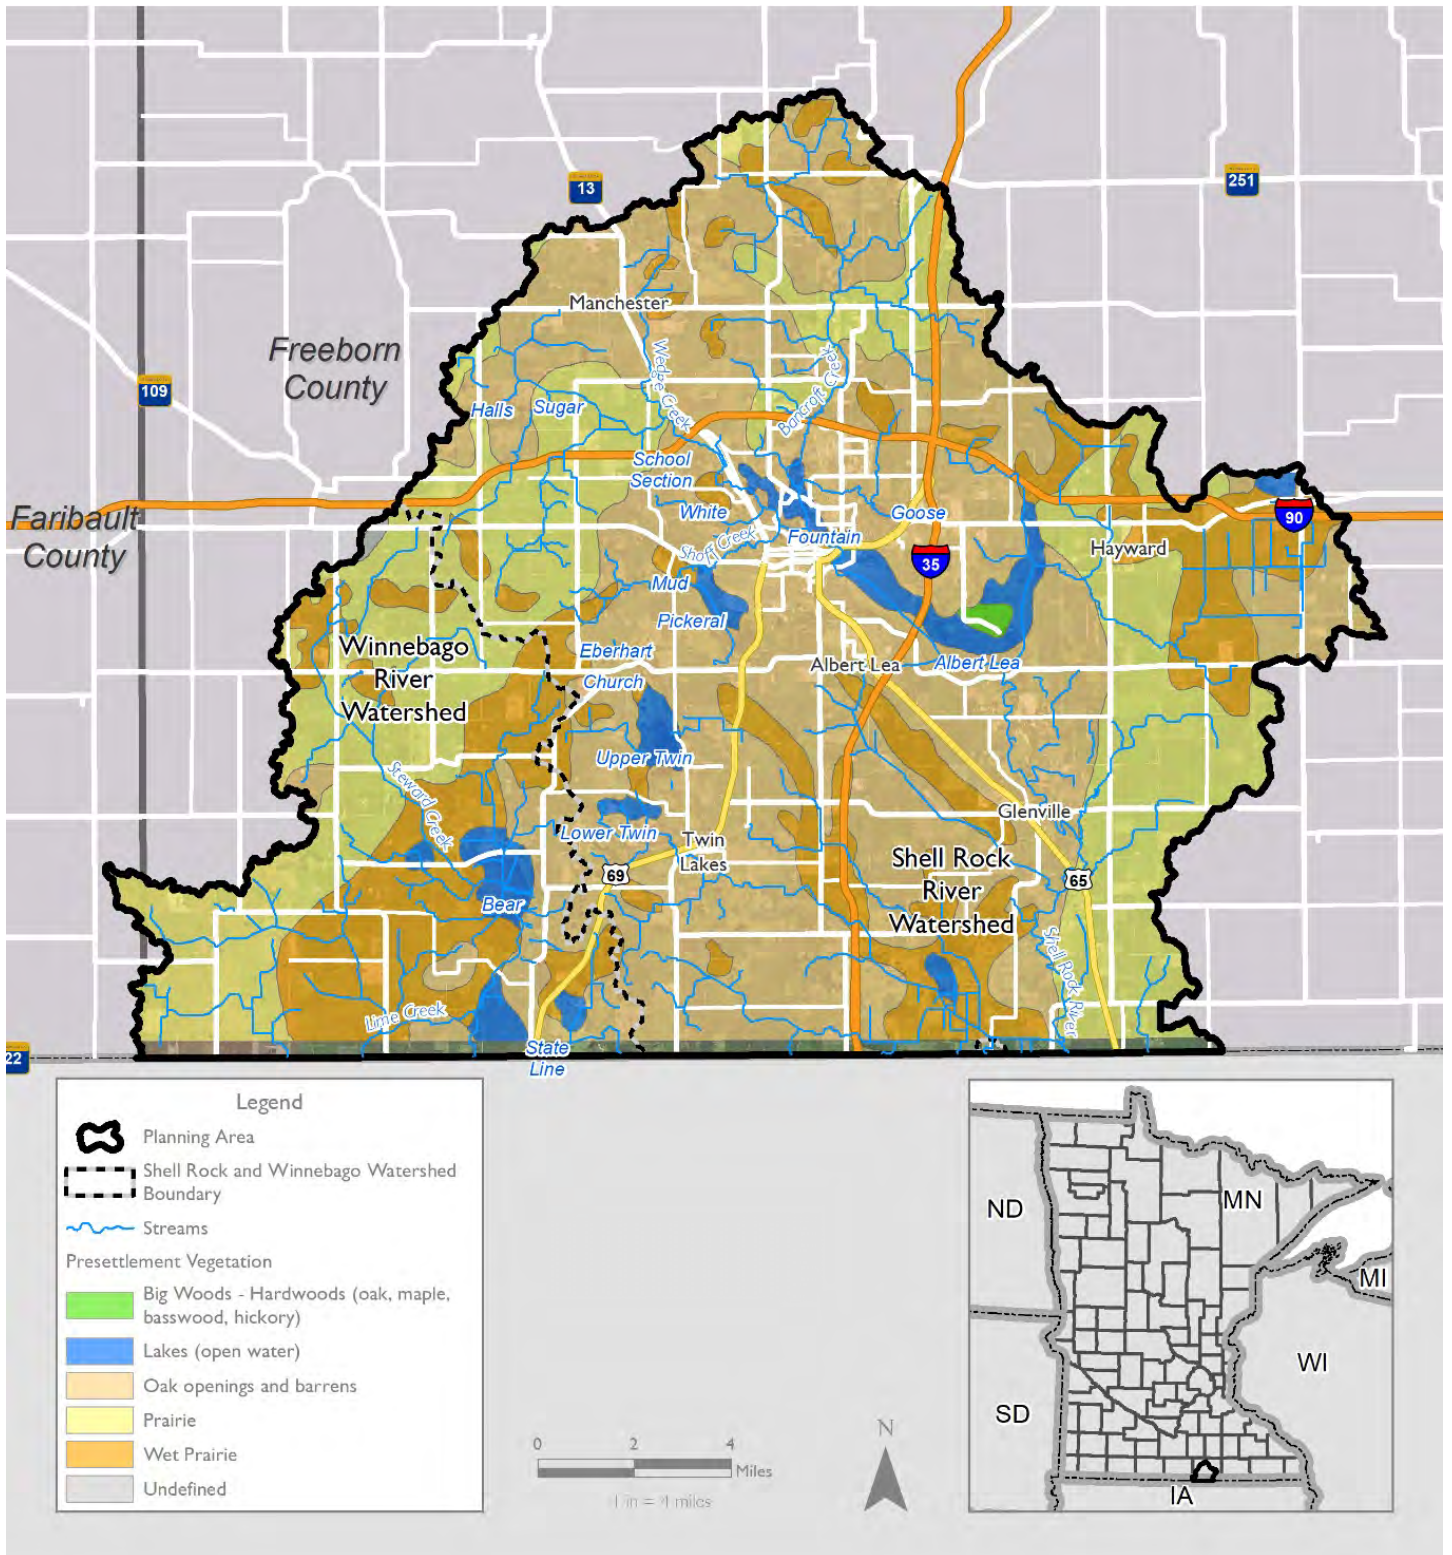 13
251
Manchester
Freeborn
County
109
Wedge Creek
Bancroft Creek
Halls
Sugar
School
Section
White
Goose
Faribault
County
90
Shoff Creek
Fountain
Hayward
35
Mud
Pickeral
Winnebago
River
Watershed
Eberhart
Church
Albert Lea
Albert Lea
Upper Twin
Steward Creek
Glenville
Lower Twin
Twin
Lakes
69
Shell Rock
River
Watershed
65
Bear
Shell Rock River
Lime Creek
State
Line
22
Legend
Planning Area
Shell Rock and Winnebago Watershed
Boundary
Streams
Presettlement Vegetation
Big Woods - Hardwoods (oak, maple,
basswood, hickory)
Lakes (open water)
Oak openings and barrens
Prairie
Wet Prairie
Undefined
0 2 4
Miles
1 in = 4 miles
N
ND
MN
MI
WI
SD
IA